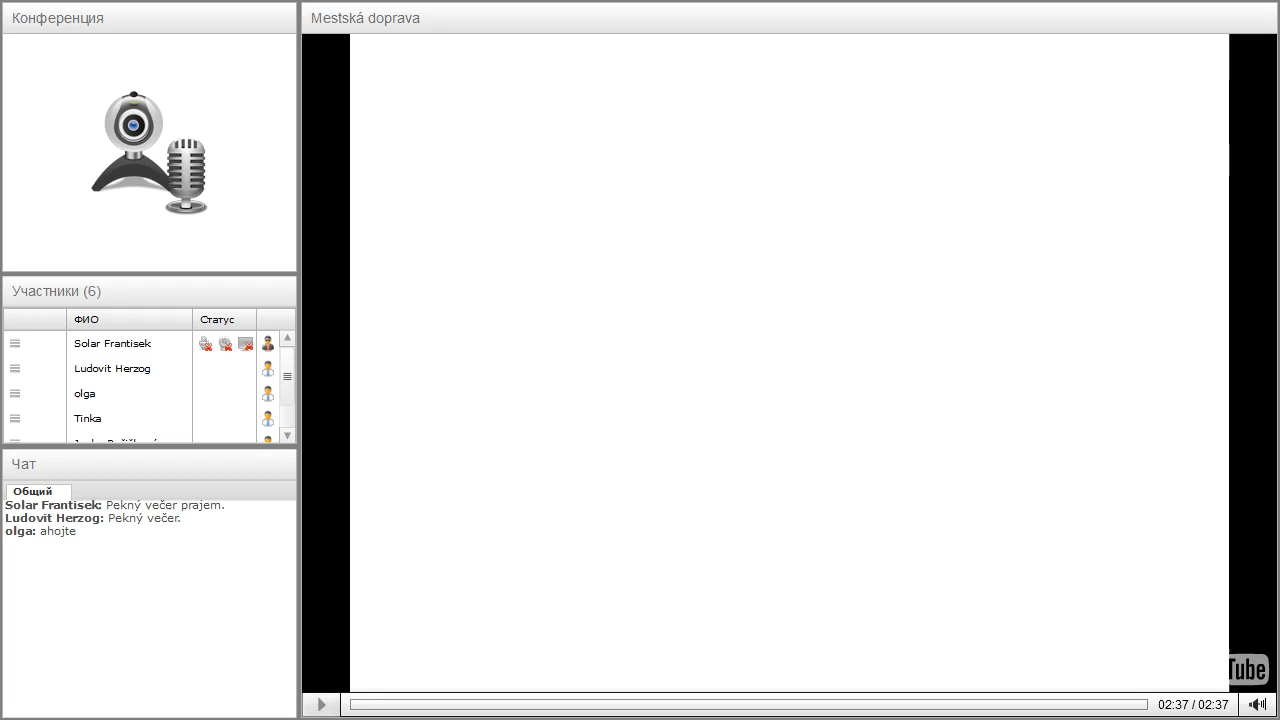 Конференция
Mestská doprava
Участники (6)
ФИО
Статус
Solar Frantisek
Ludovit Herzog
olga
Tinka
Чат
Общий
Solar Frantisek: Pekný večer prajem.
Ludovit Herzog: Pekný večer.
olga: ahojte
Tube
02:37 / 02:37